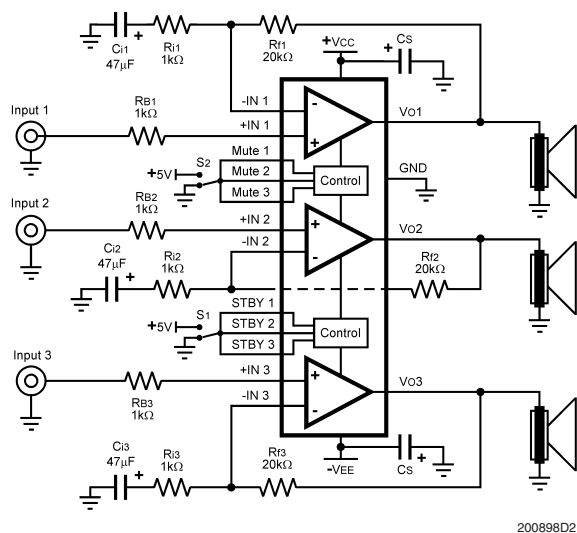 Ci1 + Ri1 Rf1 +VCC + CS
47µF 1kΩ 20kΩ
Input 1 RB1 -IN 1 - VO1
1kΩ +IN 1 +
S2 Mute 1 GND
+5V Mute 2 Control
Mute 3
Input 2 RB2 +IN 2 + VO2
1kΩ -IN 2 -
Ci2 + Ri2 Rf2
47µF 1kΩ 20kΩ
S1 STBY 1
+5V STBY 2 Control
STBY 3
Input 3 +IN 3 + VO3
RB3 -IN 3 -
1kΩ
Ci3 + Ri3 Rf3
47µF 1kΩ 20kΩ
-VEE CS +
200898D2